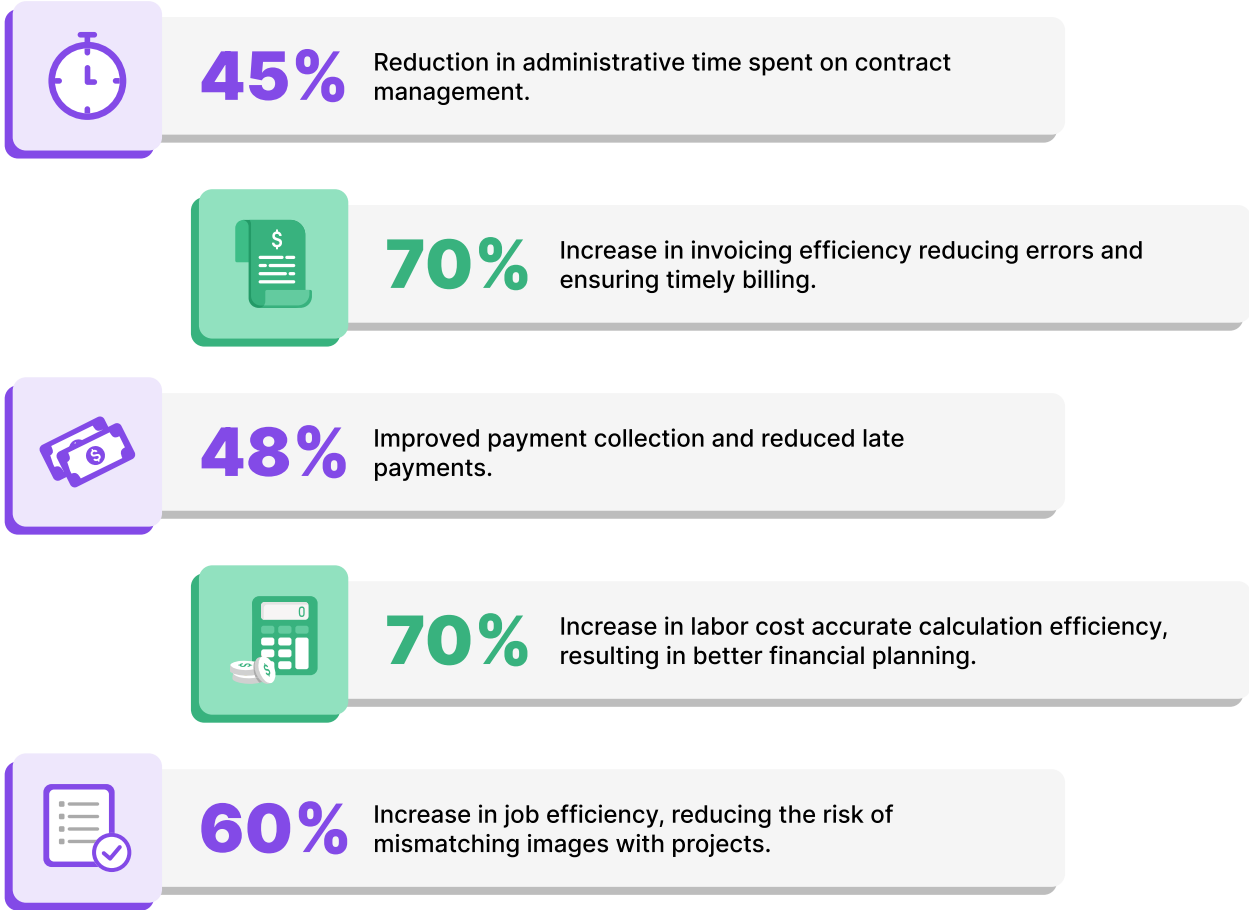 45%
Reduction in administrative time spent on contract
management.
$
70%
Increase in invoicing efficiency reducing errors and
ensuring timely billing.
$
48%
Improved payment collection and reduced late
payments.
0
$
$
70%
Increase in labor cost accurate calculation efficiency,
resulting in better financial planning.
60%
Increase in job efficiency, reducing the risk of
mismatching images with projects.